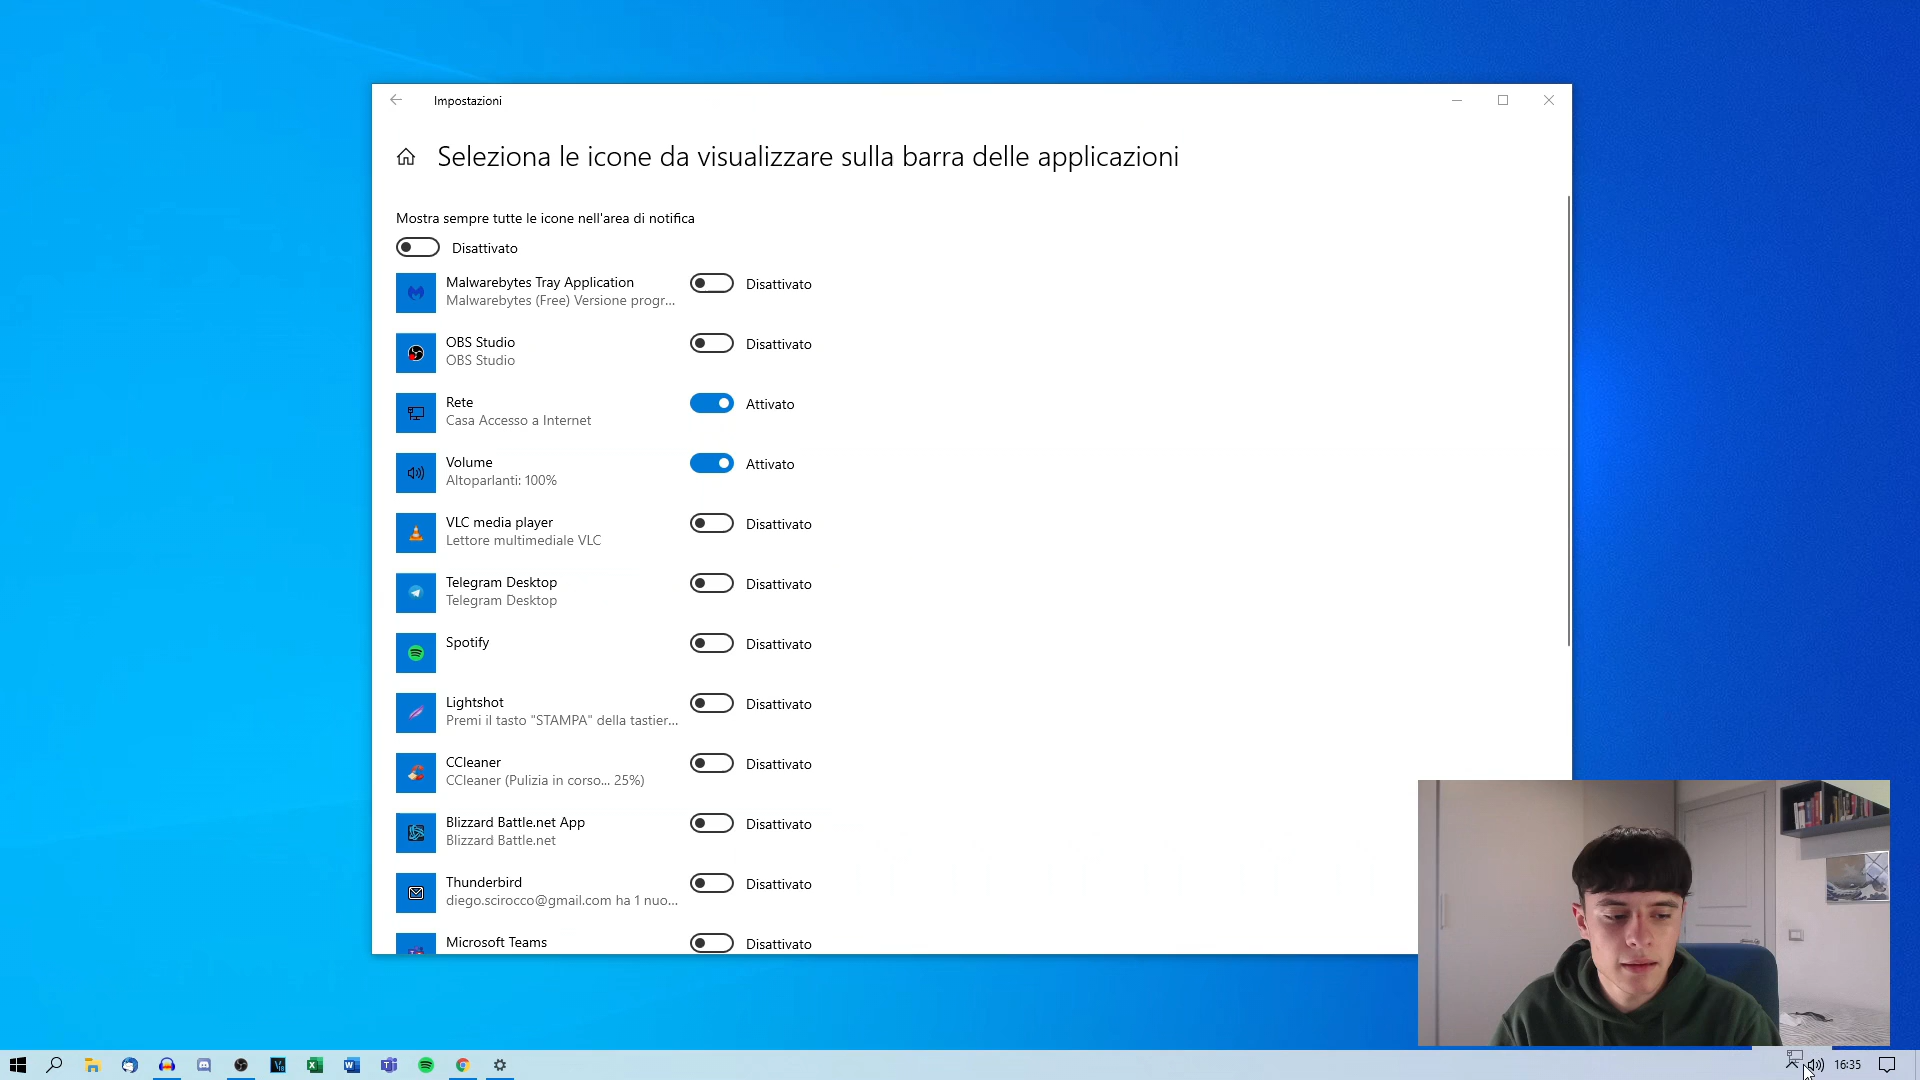 Impostazioni
Seleziona le icone da visualizzare sulla barra delle applicazioni
Mostra sempre tutte le icone nell'area di notifica
Disattivato
Malwarebytes Tray Application
Malwarebytes (Free) Versione progr...
Disattivato
OBS Studio
OBS Studio
Disattivato
Rete
Casa Accesso a Internet
Attivato
Volume
Altoparlanti: 100%
Attivato
VLC media player
Lettore multimediale VLC
Disattivato
Telegram Desktop
Telegram Desktop
Disattivato
Spotify
Disattivato
Lightshot
Premi il tasto "STAMPA" della tastier...
Disattivato
CCleaner
CCleaner (Pulizia in corso... 25%)
Disattivato
Blizzard Battle.net App
Blizzard Battle.net
Disattivato
Thunderbird
diego.scirocco@gmail.com ha 1 nuo...
Disattivato
Microsoft Teams
Disattivato
16:35